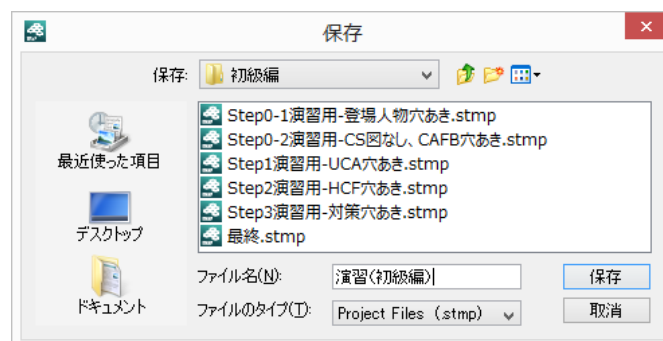 保存
保存: 初級編
Step0-1演習用-登場人物穴あき.stmp
Step0-2演習用-CS図なし、CAFB穴あき.stmp
Step1演習用-UCA穴あき.stmp
Step2演習用-HCF穴あき.stmp
Step3演習用-対策穴あき.stmp
最終.stmp
最近使った項目
デスクトップ
ドキュメント
ファイル名(N): 演習(初級編) 保存
ファイルのタイプ(T): Project Files (.stmp) 取消